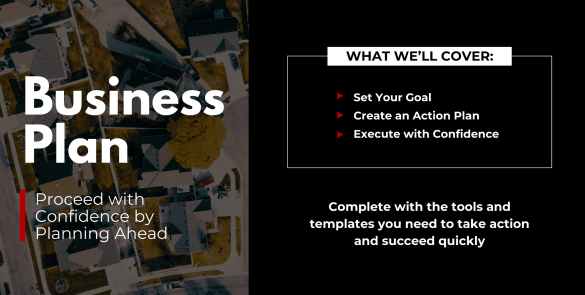 Business
Plan
Proceed with
Confidence by
Planning Ahead
WHAT WE'LL COVER:
Set Your Goal
Create an Action Plan
Execute with Confidence
Complete with the tools and
templates you need to take action
and succeed quickly